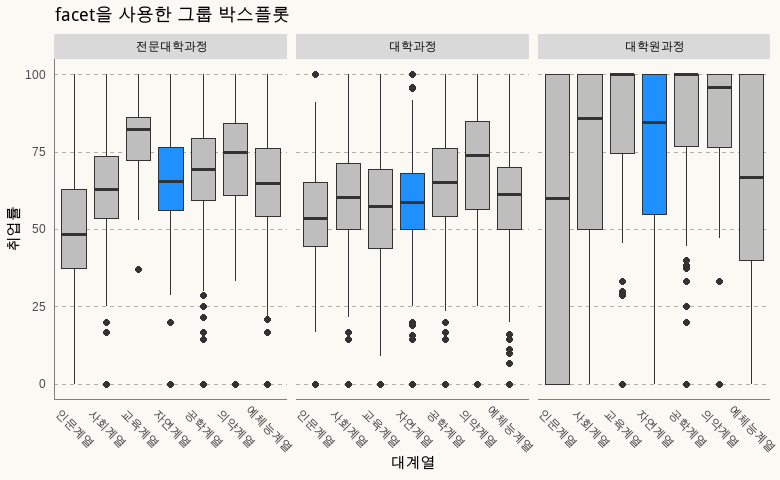 facet을 사용한 그룹 박스플롯
전문대학과정 대학과정 대학원과정
100
75
50
25
0
취업률
인문계열 사회계열 교육계열 자연계열 공학계열 의약계열 예체능계열 인문계열 사회계열 교육계열 자연계열 공학계열 의약계열 예체능계열 인문계열 사회계열 교육계열 자연계열 공학계열 의약계열 예체능계열
대계열